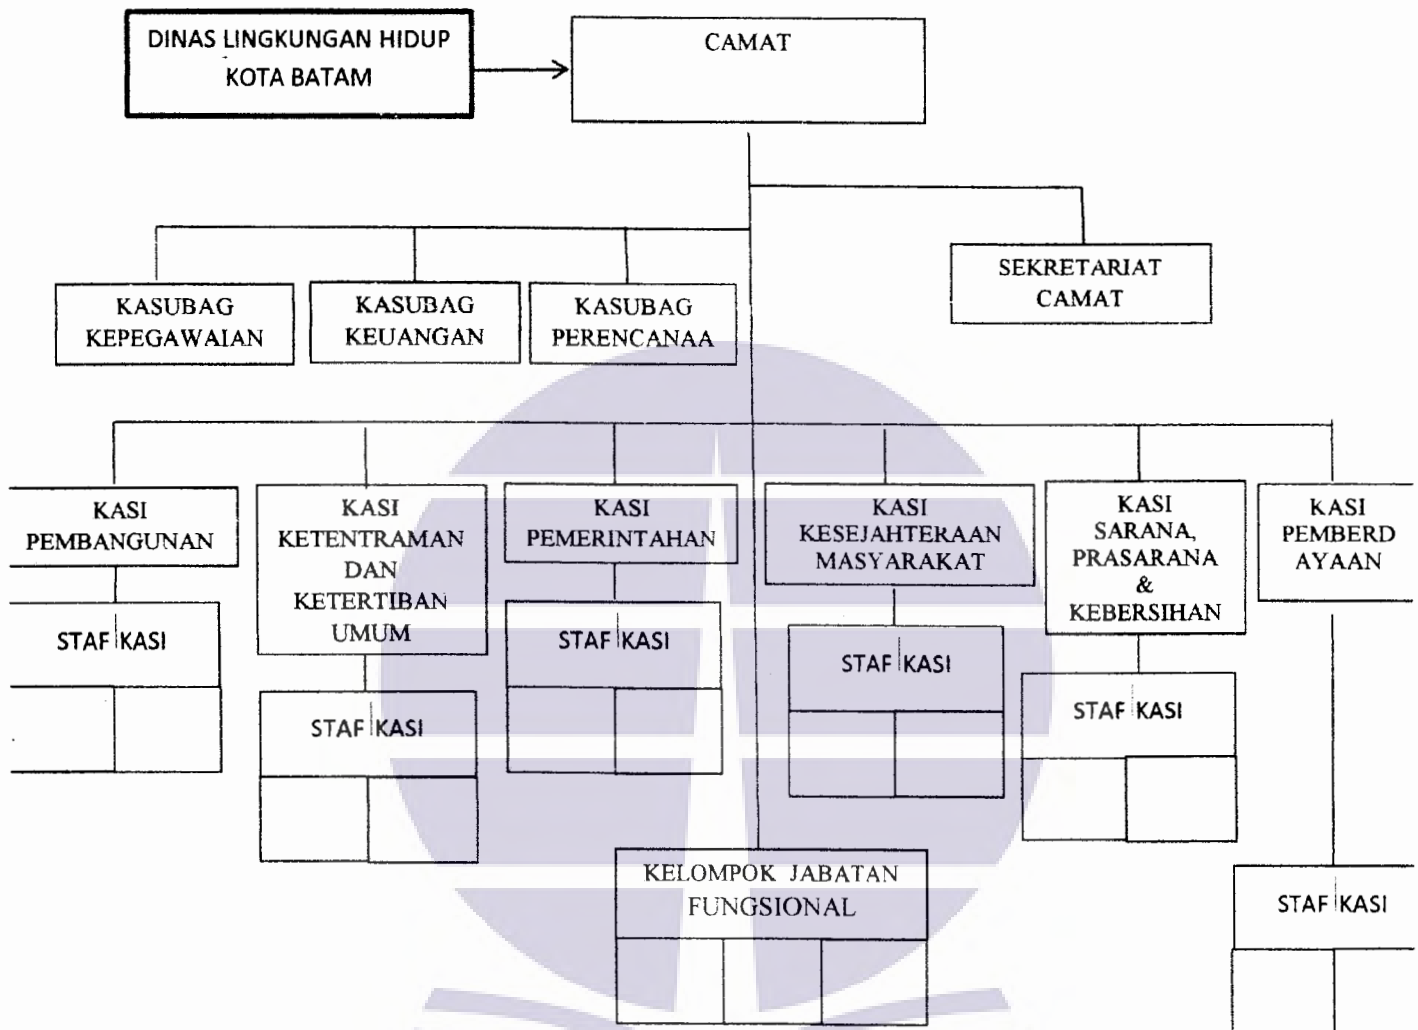 DINAS LINGKUNGAN HIDUP
KOTA BATAM
CAMAT
SEKRETARIAT
CAMAT
KASUBAG
KEPEGAWAIAN
KASUBAG
KEUANGAN
KASUBAG
PERENCANAA
KASI
PEMBANGUNAN
KASI
KETENTRAMAN
DAN
KETERTIBAN
UMUM
KASI
PEMERINTAHAN
KASI
KESEJAHTERAAN
MASYARAKAT
KASI
SARANA,
PRASARANA
&
KEBERSIHAN
KASI
PEMBERD
AYAAN
STAF KASI
STAF KASI
STAF KASI
STAF KASI
STAF KASI
STAF KASI
KELOMPOK JABATAN
FUNGSIONAL